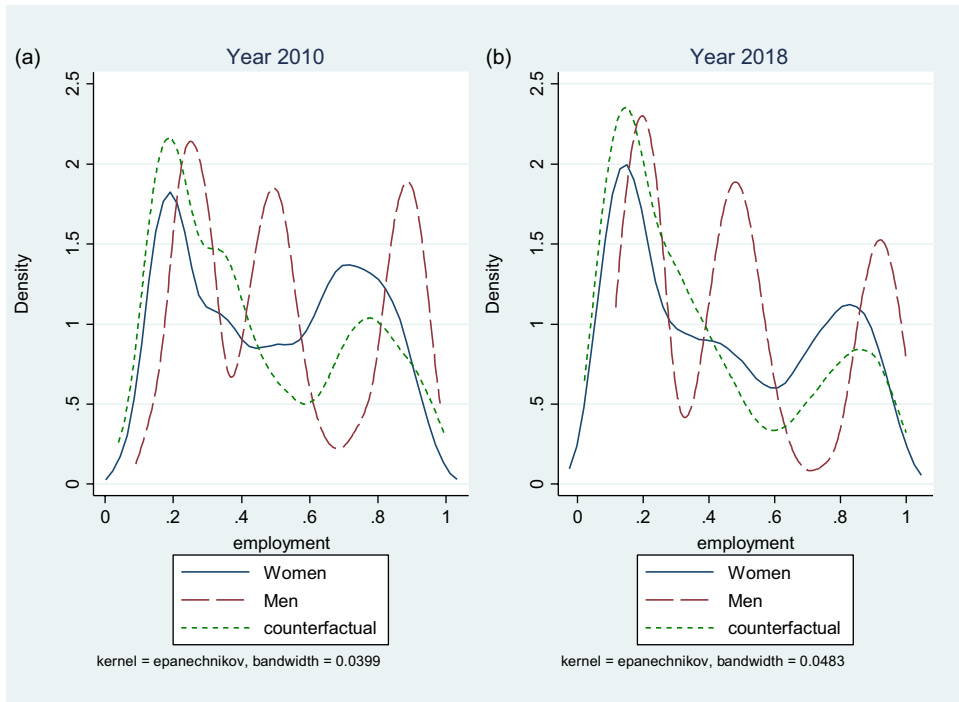 (a)
Year 2010
2.5
2
1.5
1
.5
0
Density
0 .2 .4 .6 .8 1
employment
Women
Men
counterfactual
kernel = epanechnikov, bandwidth = 0.0399
(b)
Year 2018
2.5
2
1.5
1
.5
0
Density
0 .2 .4 .6 .8 1
employment
Women
Men
counterfactual
kernel = epanechnikov, bandwidth = 0.0483